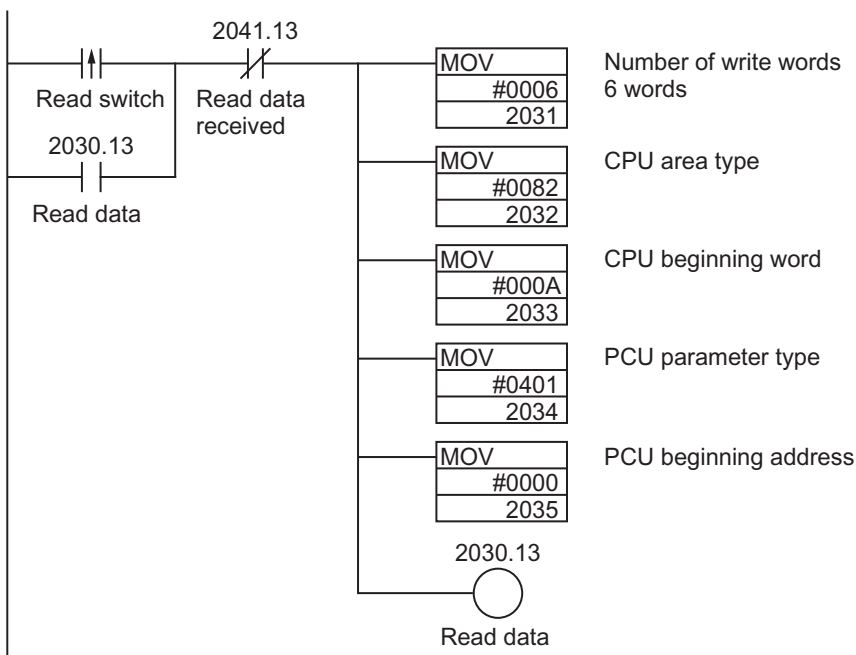 2041.13
Read switch
Read data
received
2030.13
Read data
MOV
#0006
2031
Number of write words
6 words
MOV
#0082
2032
CPU area type
MOV
#000A
2033
CPU beginning word
MOV
#0401
2034
PCU parameter type
MOV
#0000
2035
PCU beginning address
2030.13
Read data